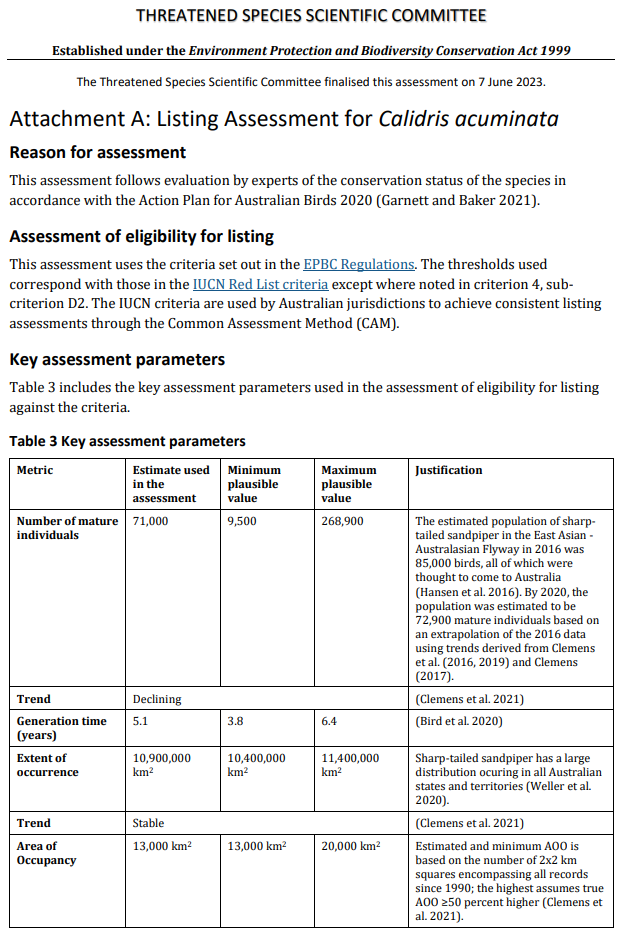 THREATENED SPECIES SCIENTIFIC COMMITTEE
Established under the Environment Protection and Biodiversity Conservation Act 1999
The Threatened Species Scientific Committee finalised this assessment on 7 June 2023.
Attachment A: Listing Assessment for Calidris acuminata
Reason for assessment
This assessment follows evaluation by experts of the conservation status of the species in
accordance with the Action Plan for Australian Birds 2020 (Garnett and Baker 2021).
Assessment of eligibility for listing
This assessment uses the criteria set out in the EPBC Regulations. The thresholds used
correspond with those in the IUCN Red List criteria except where noted in criterion 4, sub-
criterion D2. The IUCN criteria are used by Australian jurisdictions to achieve consistent listing
assessments through the Common Assessment Method (CAM).
Key assessment parameters
Table 3 includes the key assessment parameters used in the assessment of eligibility for listing
against the criteria.
Table 3 Key assessment parameters
Metric
Estimate used
in the
assessment
Minimum
plausible
value
Maximum
plausible
value
Justification
Number of mature
individuals
71,000
9,500
268,900
The estimated population of sharp-
tailed sandpiper in the East Asian -
Australasian Flyway in 2016 was
85,000 birds, all of which were
thought to come to Australia
(Hansen et al. 2016). By 2020, the
population was estimated to be
72,900 mature individuals based on
an extrapolation of the 2016 data
using trends derived from Clemens
et al. (2016, 2019) and Clemens
(2017).
Trend
Declining
(Clemens et al. 2021)
Generation time
(years)
5.1
3.8
6.4
(Bird et al. 2020)
Extent of
occurrence
10,900,000
km²
10,400,000
km²
11,400,000
km²
Sharp-tailed sandpiper has a large
distribution ocuring in all Australian
states and territories (Weller et al.
2020).
Trend
Stable
(Clemens et al. 2021)
Area of
Occupancy
13,000 km²
13,000 km²
20,000 km²
Estimated and minimum AOO is
based on the number of 2x2 km
squares encompassing all records
since 1990; the highest assumes true
AOO ≥50 percent higher (Clemens et
al. 2021).